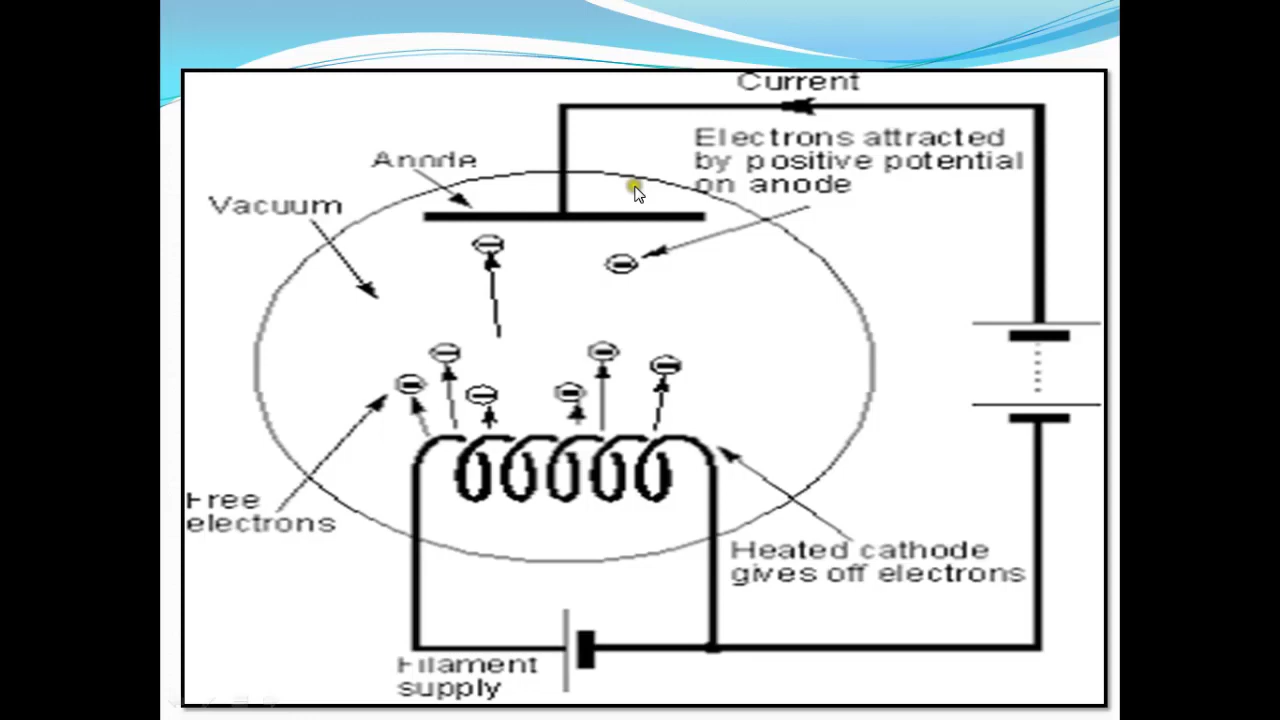 Current
Electrons attracted
by positive potential
on anode
Anode
Vacuum
Free
electrons
Heated cathode
gives off electrons
Filament
supply